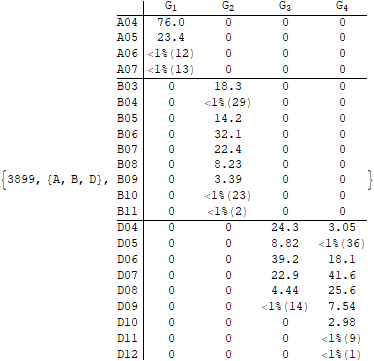 G₁ G₂ G₃ G₄
A04 76.0 0 0 0
A05 23.4 0 0 0
A06 <1%(12) 0 0 0
A07 <1%(13) 0 0 0
B03 0 18.3 0 0
B04 0 <1%(29) 0 0
B05 0 14.2 0 0
B06 0 32.1 0 0
B07 0 22.4 0 0
B08 0 8.23 0 0
{3899, {A, B, D}, B09 0 3.39 0 0 }
B10 0 <1%(23) 0 0
B11 0 <1%(2) 0 0
D04 0 0 24.3 3.05
D05 0 0 8.82 <1%(36)
D06 0 0 39.2 18.1
D07 0 0 22.9 41.6
D08 0 0 4.44 25.6
D09 0 0 <1%(14) 7.54
D10 0 0 0 2.98
D11 0 0 0 <1%(9)
D12 0 0 0 <1%(1)